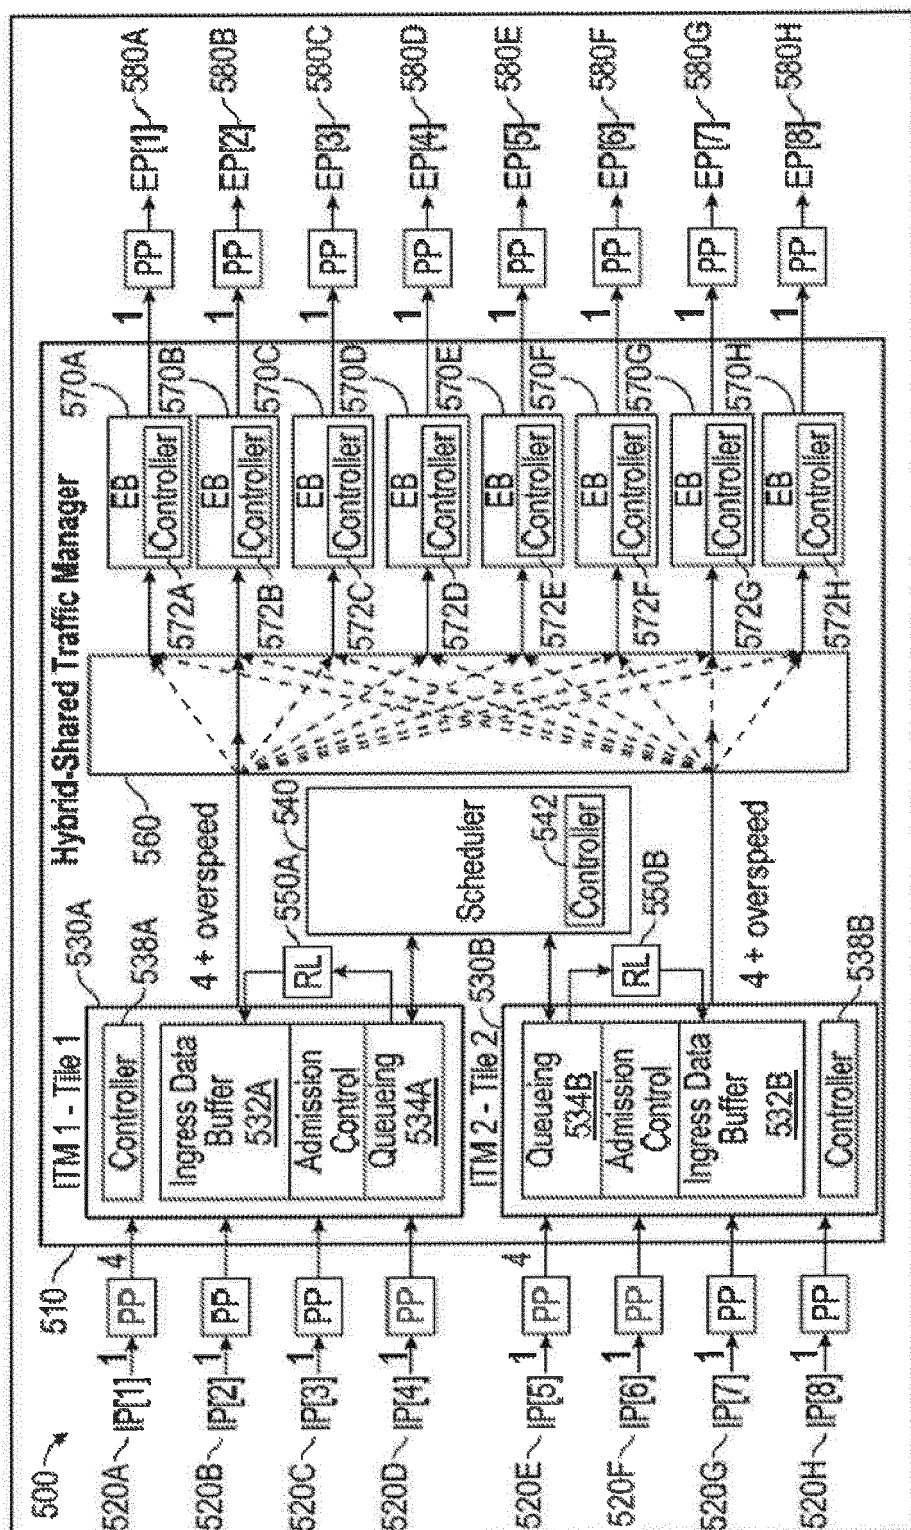 500
510
Hybrid-Shared Traffic Manager
520A IP[1] 1 PP 4
520B IP[2] 1 PP
520C IP[3] 1 PP
520D IP[4] 1 PP
520E IP[5] 1 PP 4
520F IP[6] 1 PP
520G IP[7] 1 PP
520H IP[8] 1 PP
ITM 1 - Tile 1
530A
538A
Controller
Ingress Data
Buffer
532A
Admission
Control
Queueing
534A
ITM 2 - Tile 2
530B
Queueing
534B
Admission
Control
Ingress Data
Buffer
532B
Controller
538B
4 + overspeed
RL
550A
540
Scheduler
542
Controller
RL
550B
4 + overspeed
560
EB
Controller
570A
572A
EB
Controller
570B
572B
EB
Controller
570C
572C
EB
Controller
570D
572D
EB
Controller
570E
572E
EB
Controller
570F
572F
EB
Controller
570G
572G
EB
Controller
570H
572H
1 PP EP[1] 580A
1 PP EP[2] 580B
1 PP EP[3] 580C
1 PP EP[4] 580D
1 PP EP[5] 580E
1 PP EP[6] 580F
1 PP EP[7] 580G
1 PP EP[8] 580H